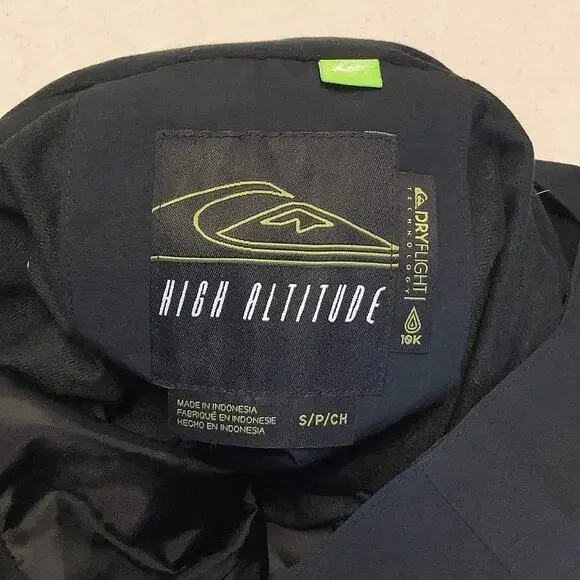 HIGH ALTITUDE
DRYFLIGHT
TECHNOLOGY
10K
MADE IN INDONESIA
FABRIQUÉ EN INDONESIE
HECHO EN INDONESIA
S/P/CH